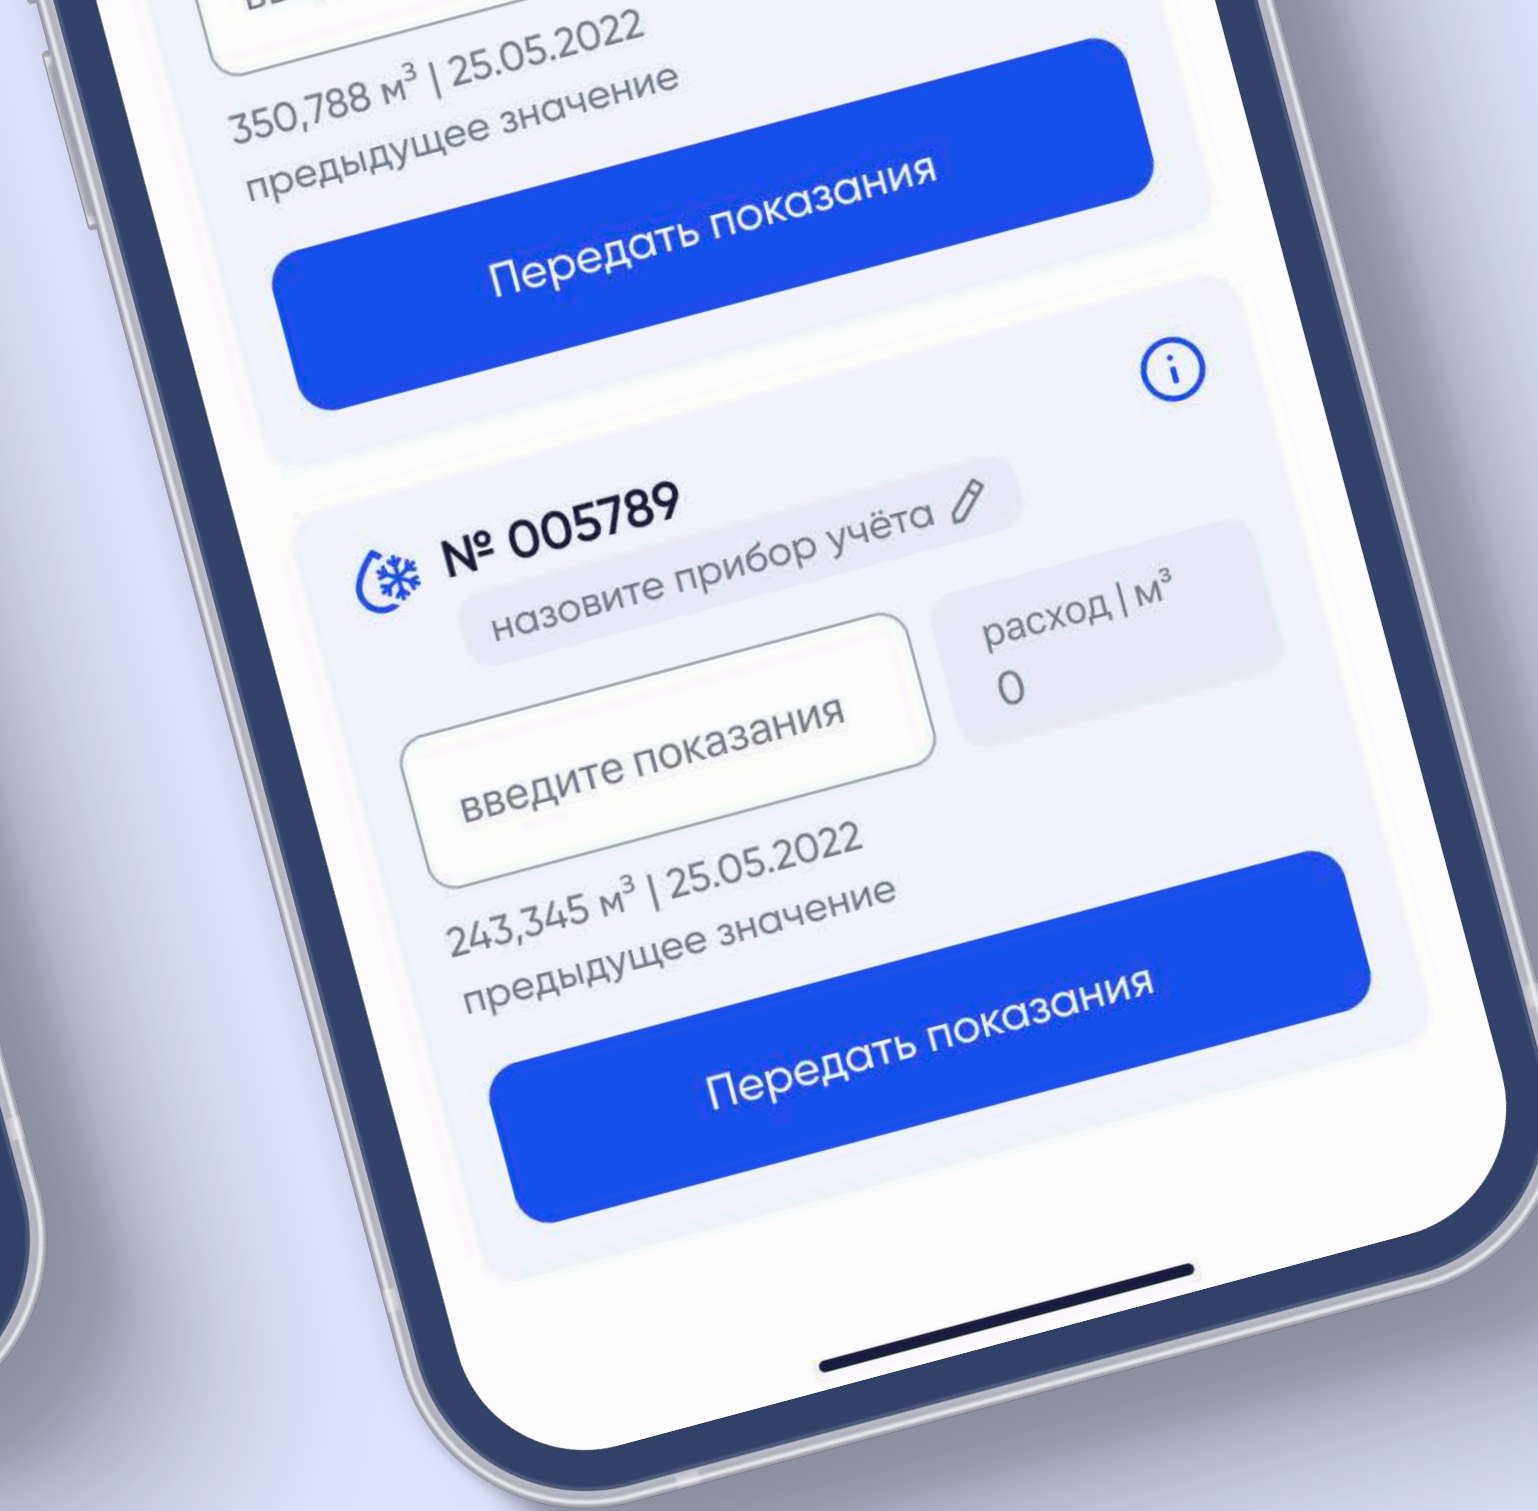 350,788 м³ | 25.05.2022
предыдущее значение
Передать показания
№ 005789
назовите прибор учёта
введите показания
расход | м³
0
243,345 м³ | 25.05.2022
предыдущее значение
Передать показания